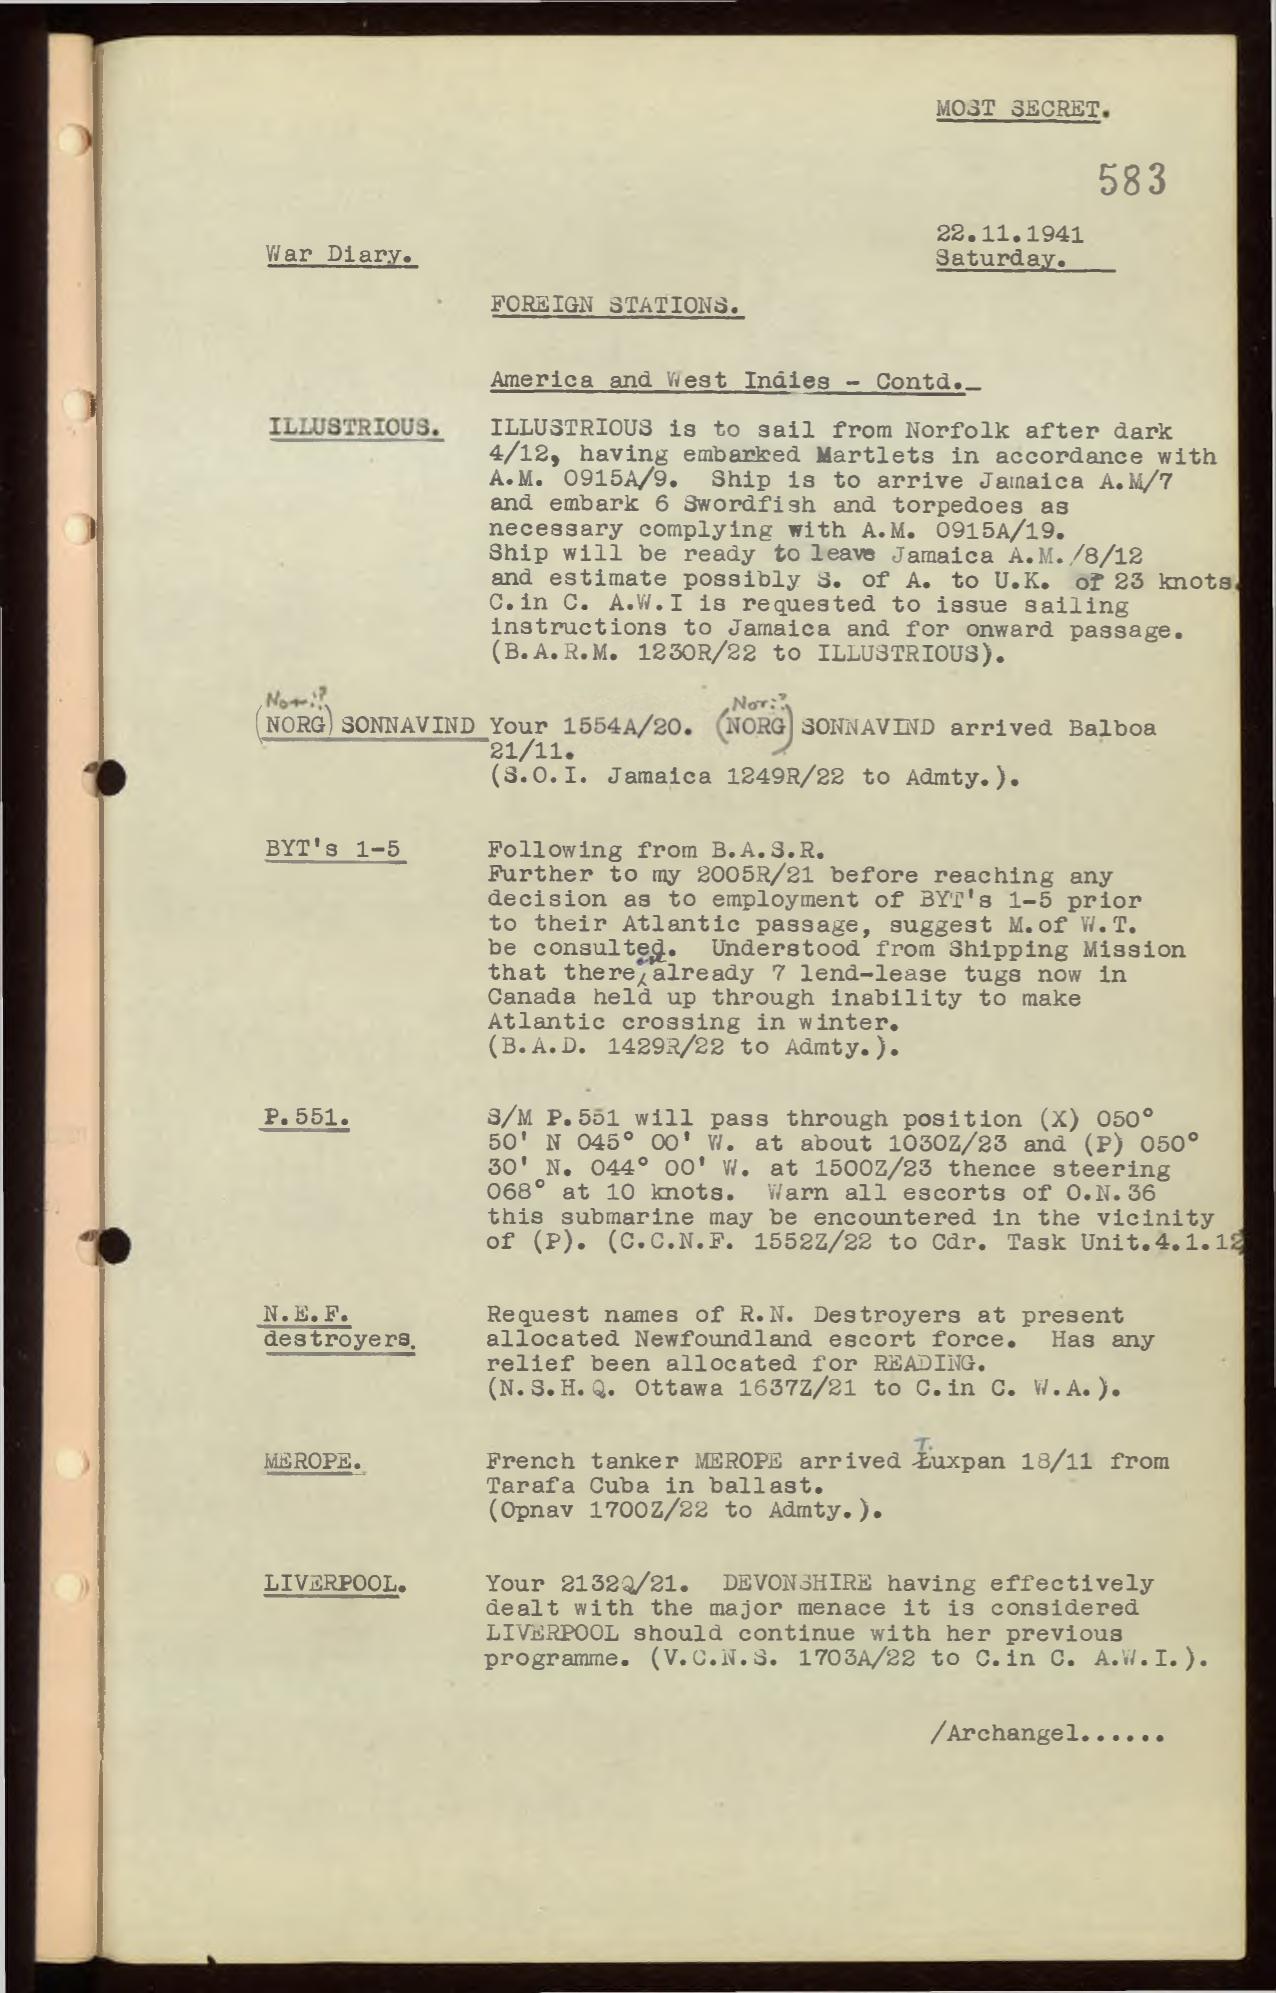 MOST SECRET.
583
22.11.1941
War Diary.
Saturday.
FOREIGN STATIONS.
America and West Indies - Contd.
ILLUSTRIOUS. ILLUSTRIOUS is to sail from Norfolk after dark
4/12, having embarked Martlets in accordance with
A.M. 0915A/9. Ship is to arrive Jamaica A.M/7
and embark 6 Swordfish and torpedoes as
necessary complying with A.M. 0915A/19.
Ship will be ready to leave Jamaica A.M./8/12
and estimate possibly S. of A. to U.K. of 23 knots.
C.in C. A.W.I is requested to issue sailing
instructions to Jamaica and for onward passage.
(B.A.R.M. 1230R/22 to ILLUSTRIOUS).
Nor:? Nor:?
(NORG) SONNAVIND Your 1554A/20. (NORG) SONNAVIND arrived Balboa
21/11.
(S.O.I. Jamaica 1249R/22 to Admty.).
BYT's 1-5 Following from B.A.S.R.
Further to my 2005R/21 before reaching any
decision as to employment of BYT's 1-5 prior
to their Atlantic passage, suggest M.of W.T.
be consulted. Understood from Shipping Mission
that there are already 7 lend-lease tugs now in
Canada held up through inability to make
Atlantic crossing in winter.
(B.A.D. 1429R/22 to Admty.).
P.551. S/M P.551 will pass through position (X) 050°
50' N 045° 00' W. at about 1030Z/23 and (P) 050°
30' N. 044° 00' W. at 1500Z/23 thence steering
068° at 10 knots. Warn all escorts of O.N.36
this submarine may be encountered in the vicinity
of (P). (C.C.N.F. 1552Z/22 to Cdr. Task Unit.4.1.12
N.E.F. Request names of R.N. Destroyers at present
destroyers. allocated Newfoundland escort force. Has any
relief been allocated for READING.
(N.S.H.Q. Ottawa 1637Z/21 to C.in C. W.A.).
MEROPE. French tanker MEROPE arrived Tuxpan 18/11 from
Tarafa Cuba in ballast.
(Opnav 1700Z/22 to Admty.).
LIVERPOOL. Your 2132Q/21. DEVONSHIRE having effectively
dealt with the major menace it is considered
LIVERPOOL should continue with her previous
programme. (V.C.N.S. 1703A/22 to C.in C. A.W.I.).
/Archangel......